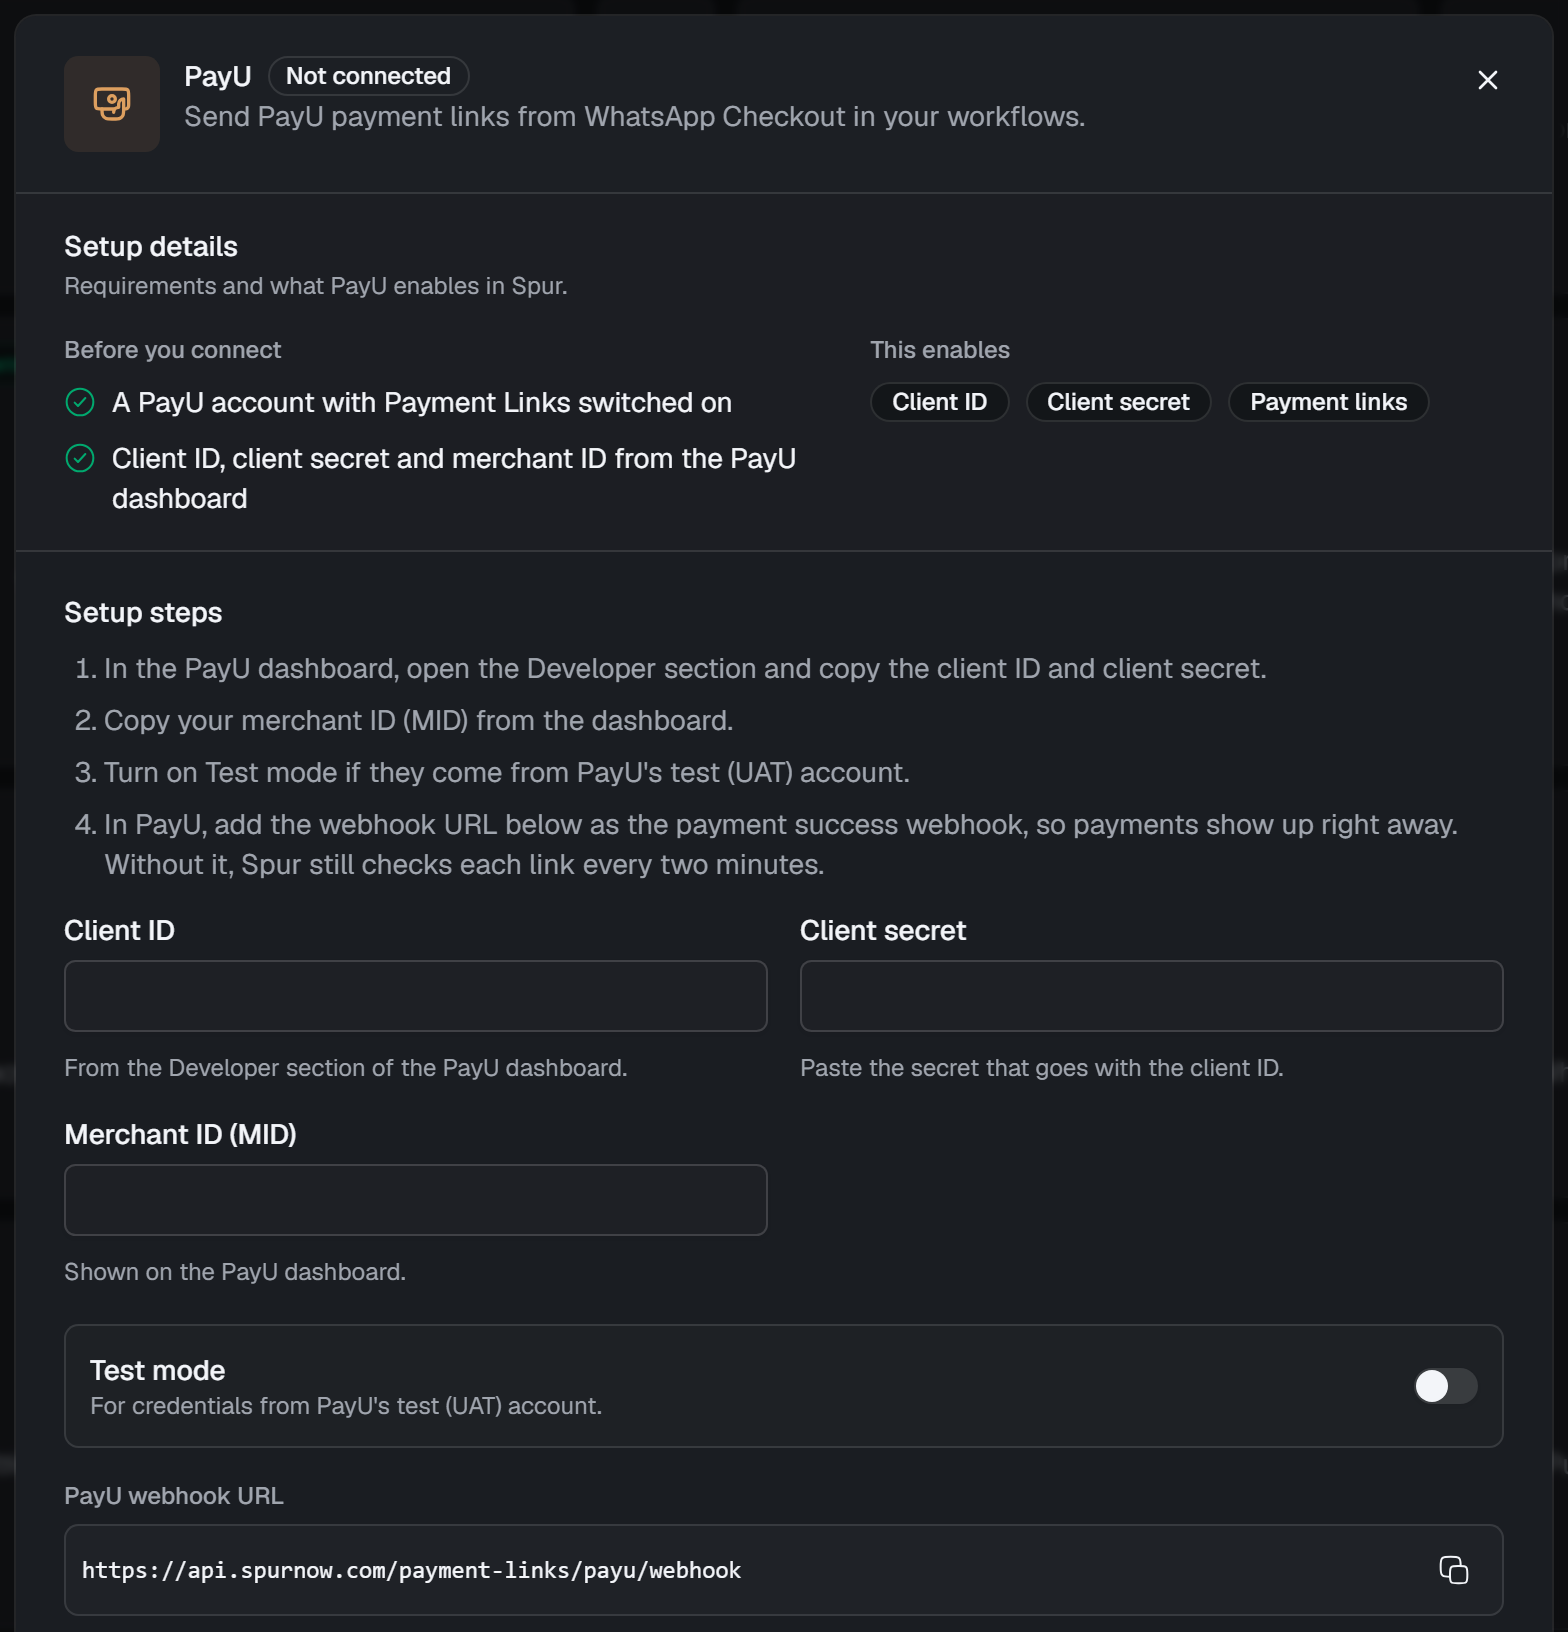 PayU
Not connected
Send PayU payment links from WhatsApp Checkout in your workflows.
Setup details
Requirements and what PayU enables in Spur.
Before you connect
A PayU account with Payment Links switched on
Client ID, client secret and merchant ID from the PayU
dashboard
This enables
Client ID
Client secret
Payment links
Setup steps
1. In the PayU dashboard, open the Developer section and copy the client ID and client secret.
2. Copy your merchant ID (MID) from the dashboard.
3. Turn on Test mode if they come from PayU's test (UAT) account.
4. In PayU, add the webhook URL below as the payment success webhook, so payments show up right away.
Without it, Spur still checks each link every two minutes.
Client ID
From the Developer section of the PayU dashboard.
Client secret
Paste the secret that goes with the client ID.
Merchant ID (MID)
Shown on the PayU dashboard.
Test mode
For credentials from PayU's test (UAT) account.
PayU webhook URL
https://api.spurnow.com/payment-links/payu/webhook